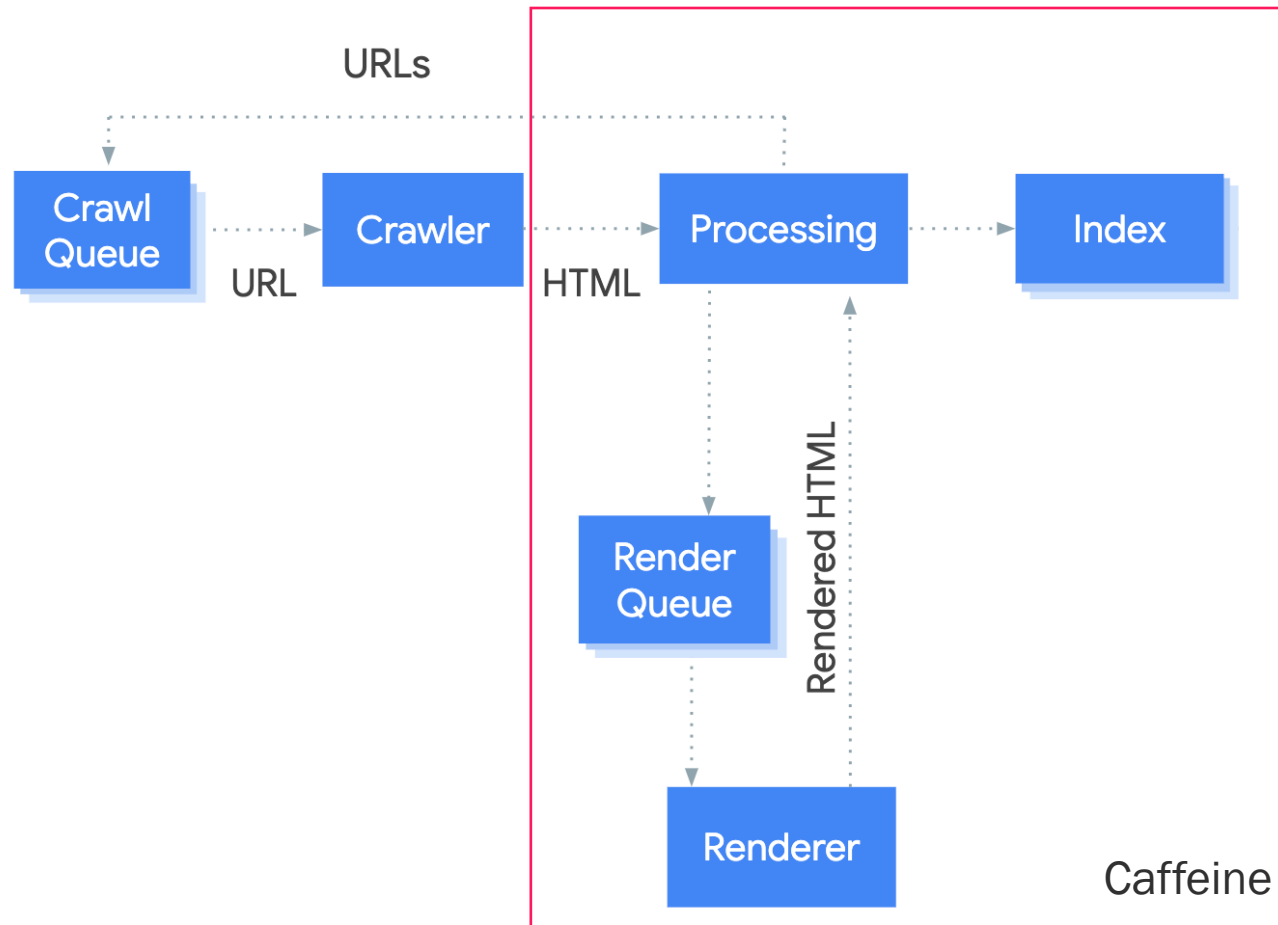 URLs
Crawl
Queue
URL
Crawler
HTML
Processing
Index
Render
Queue
Rendered HTML
Renderer
Caffeine